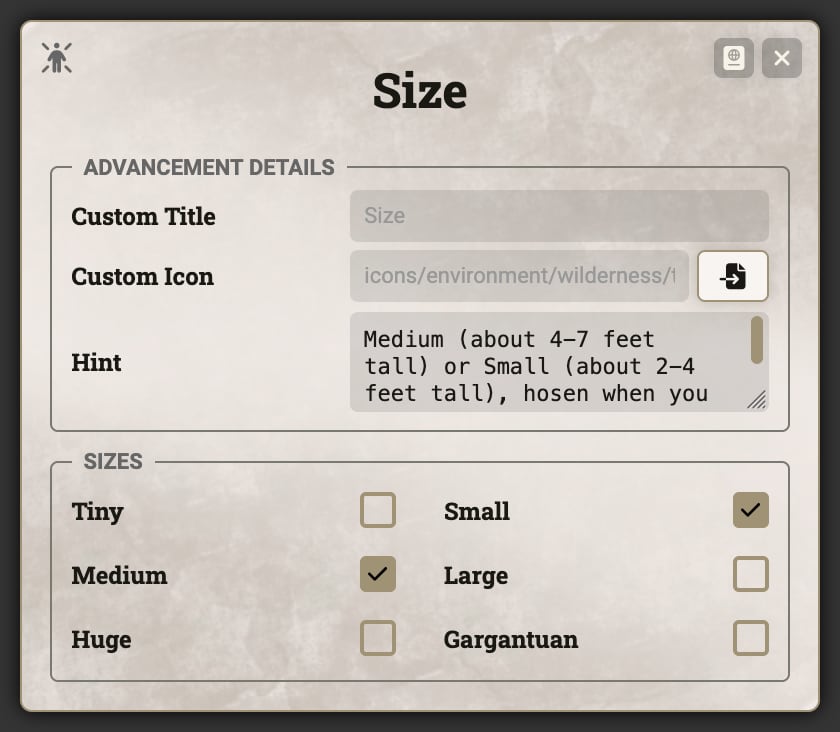 Size
ADVANCEMENT DETAILS
Custom Title
Size
Custom Icon
icons/environment/wilderness/
Hint
Medium (about 4–7 feet
tall) or Small (about 2–4
feet tall), hosen when you
SIZES
Tiny
Small
Medium
Large
Huge
Gargantuan